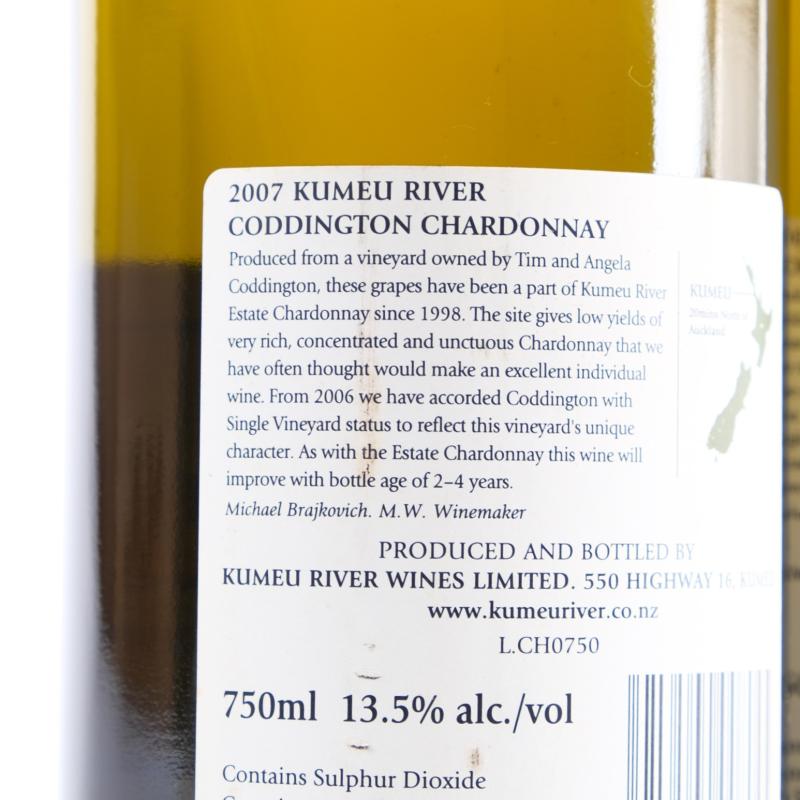 2007 KUMEU RIVER
CODDINGTON CHARDONNAY
Produced from a vineyard owned by Tim and Angela
Coddington, these grapes have been a part of Kumeu River
Estate Chardonnay since 1998. The site gives low yields of
very rich, concentrated and unctuous Chardonnay that we
have often thought would make an excellent individual
wine. From 2006 we have accorded Coddington with
Single Vineyard status to reflect this vineyard's unique
character. As with the Estate Chardonnay this wine will
improve with bottle age of 2–4 years.
Michael Brajkovich. M.W. Winemaker
KUMEU
20mins North of
Auckland
PRODUCED AND BOTTLED BY
KUMEU RIVER WINES LIMITED. 550 HIGHWAY 16, KUMEU
www.kumeuriver.co.nz
L.CH0750
750ml 13.5% alc./vol
Contains Sulphur Dioxide